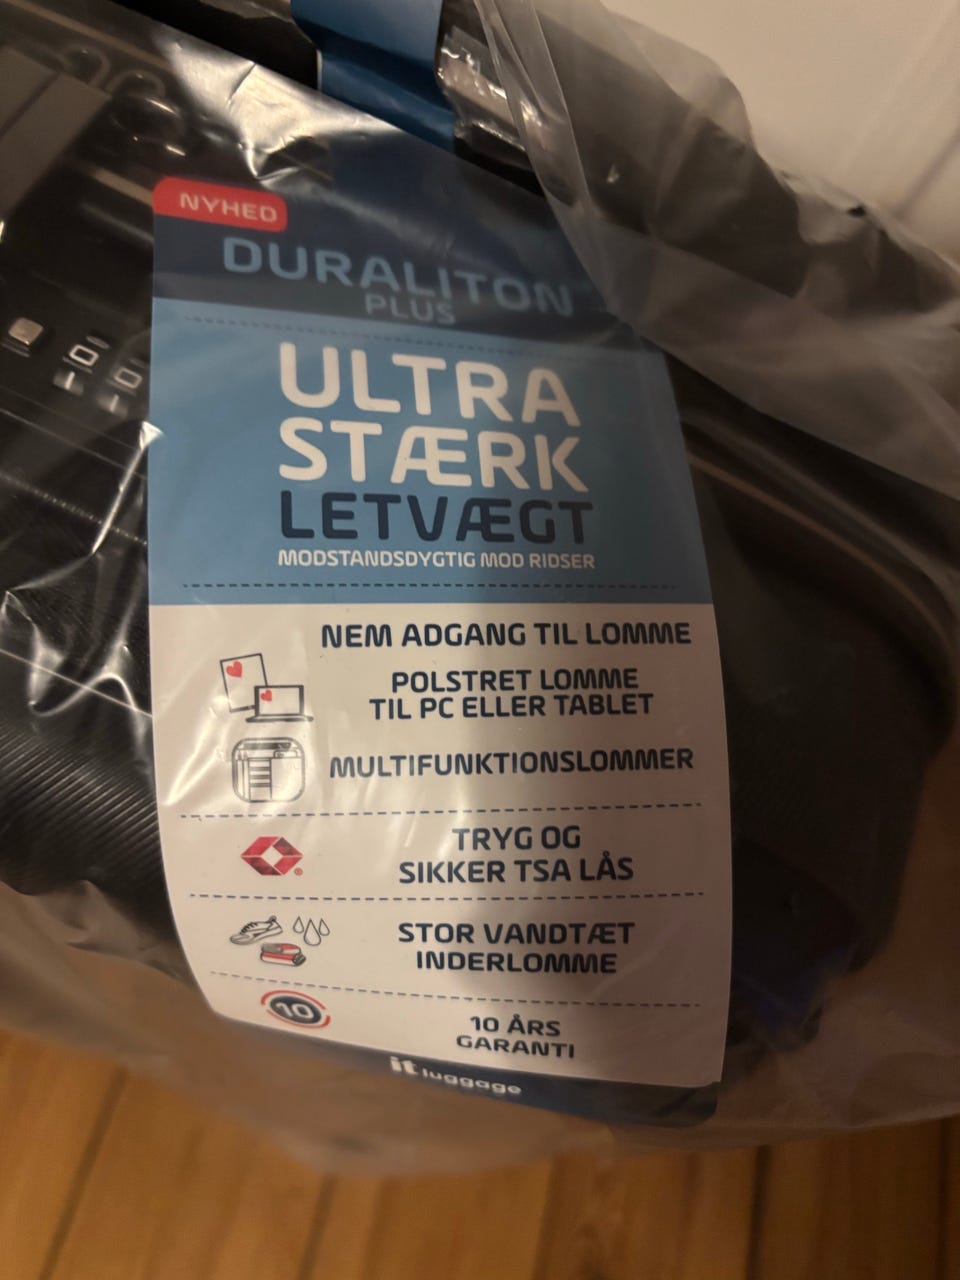 NYHED
DURALITON
PLUS
ULTRA
STÆRK
LETVÆGT
MODSTANDSDYGTIG MOD RIDSER
NEM ADGANG TIL LOMME
POLSTRET LOMME
TIL PC ELLER TABLET
MULTIFUNKTIONSLOMMER
TRYG OG
SIKKER TSA LÅS
®
STOR VANDTÆT
INDERLOMME
10
10 ÅRS
GARANTI
it luggage